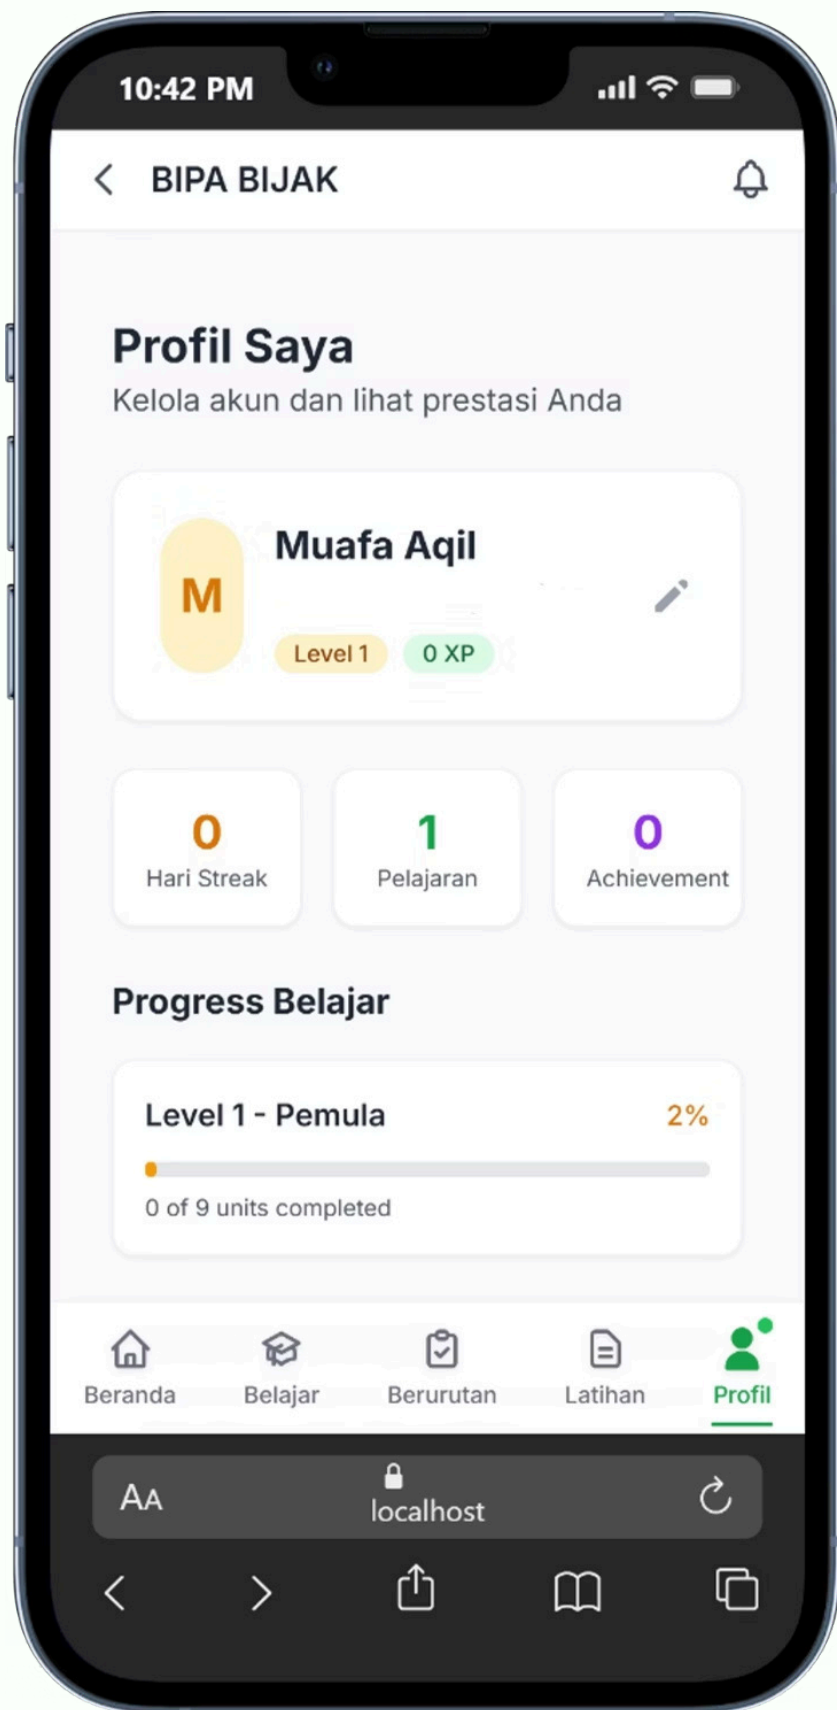 10:42 PM
BIPA BIJAK
Profil Saya
Kelola akun dan lihat prestasi Anda
M
Muafa Aqil
Level 1
0 XP
0
Hari Streak
1
Pelajaran
0
Achievement
Progress Belajar
Level 1 - Pemula
2%
0 of 9 units completed
Beranda
Belajar
Berurutan
Latihan
Profil
AA
localhost